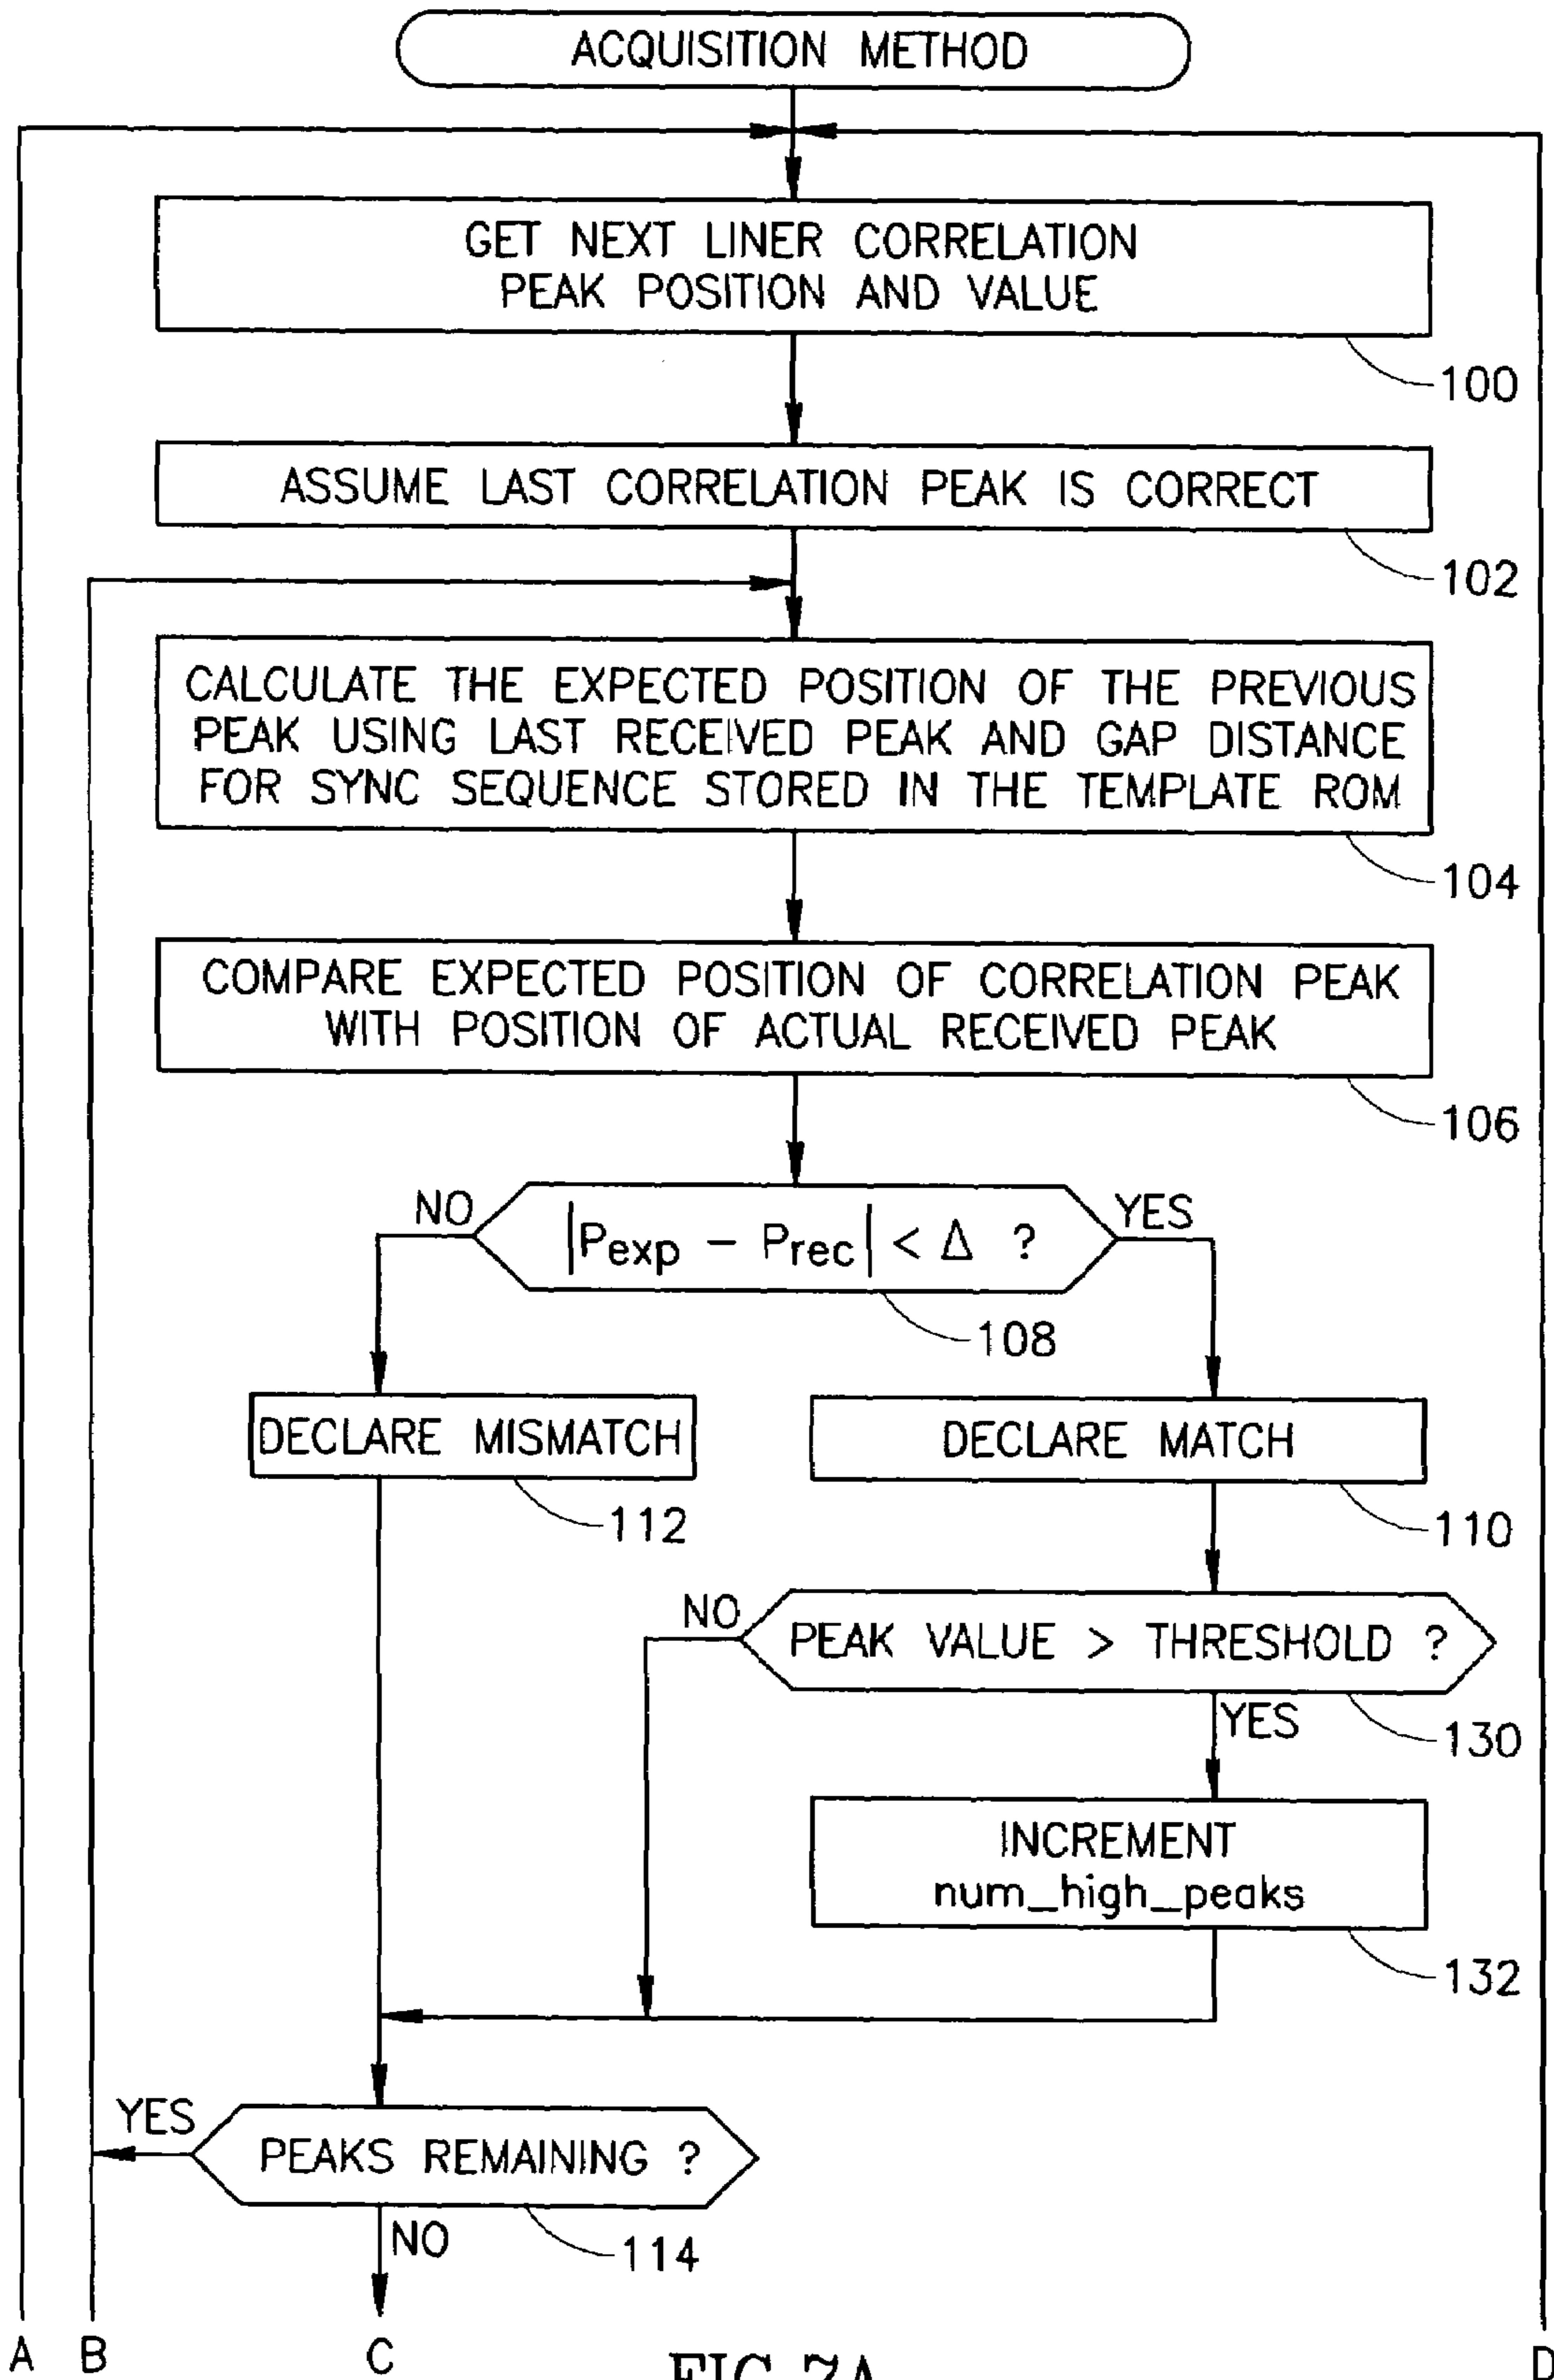 ACQUISITION METHOD
GET NEXT LINER CORRELATION
PEAK POSITION AND VALUE
100
ASSUME LAST CORRELATION PEAK IS CORRECT
102
CALCULATE THE EXPECTED POSITION OF THE PREVIOUS
PEAK USING LAST RECEIVED PEAK AND GAP DISTANCE
FOR SYNC SEQUENCE STORED IN THE TEMPLATE ROM
104
COMPARE EXPECTED POSITION OF CORRELATION PEAK
WITH POSITION OF ACTUAL RECEIVED PEAK
106
NO
|Pexp - Prec| < Δ ?
YES
108
DECLARE MISMATCH
DECLARE MATCH
112
110
NO
PEAK VALUE > THRESHOLD ?
YES
130
INCREMENT
num_high_peaks
132
YES
PEAKS REMAINING ?
NO
114
A B C D
FIG.7A